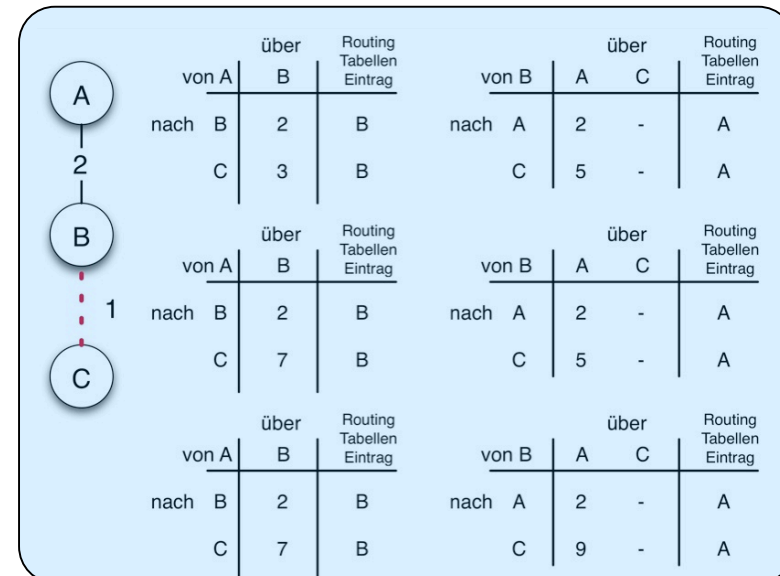 A
2
B
1
C
über Routing
Tabellen
Eintrag
von A B
nach B 2 B
C 3 B
über Routing
Tabellen
Eintrag
von B A C
nach A 2 - A
C 5 - A
über Routing
Tabellen
Eintrag
von A B
nach B 2 B
C 7 B
über Routing
Tabellen
Eintrag
von B A C
nach A 2 - A
C 5 - A
über Routing
Tabellen
Eintrag
von A B
nach B 2 B
C 7 B
über Routing
Tabellen
Eintrag
von B A C
nach A 2 - A
C 9 - A